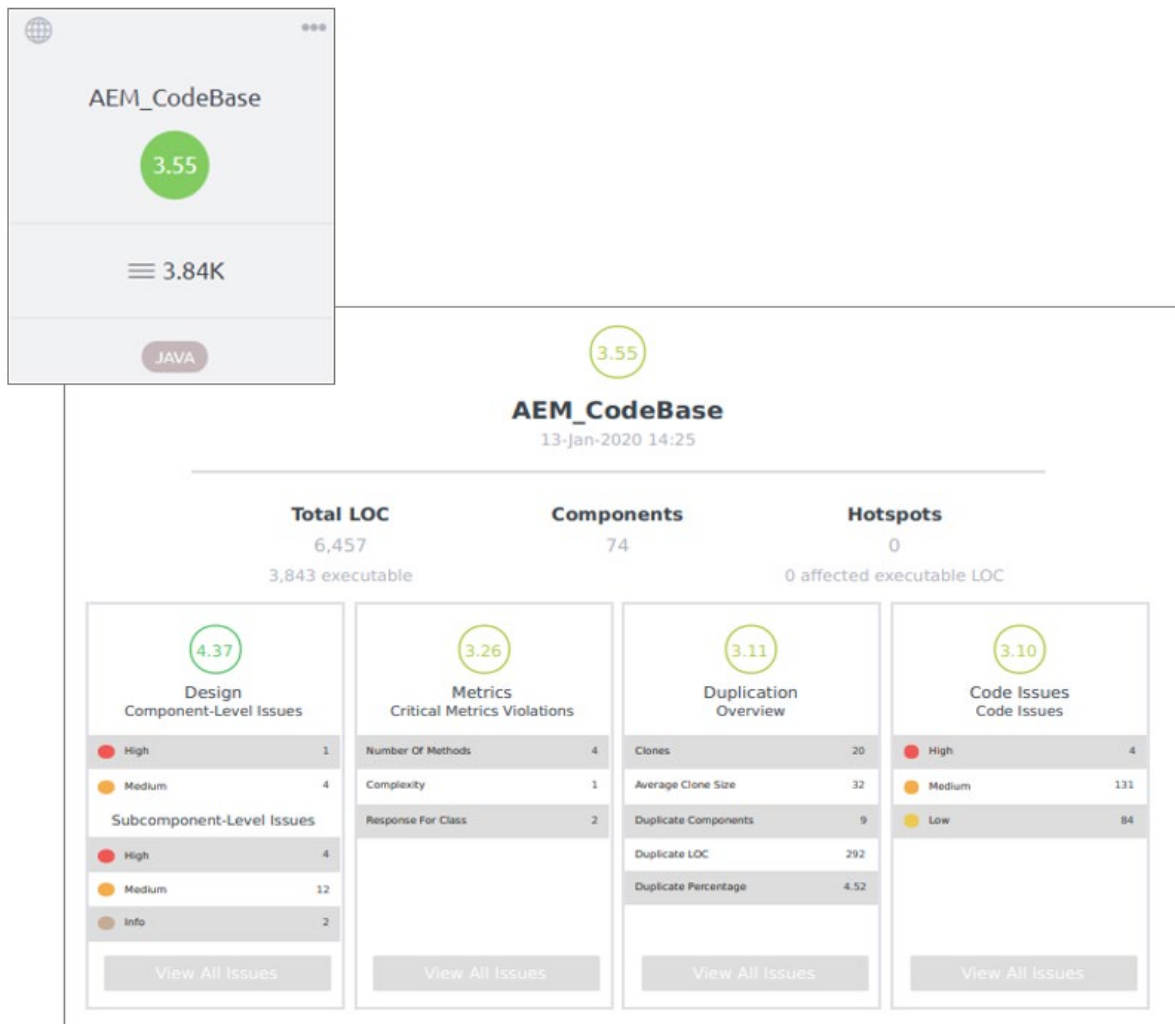 AEM_CodeBase
3.55
3.84K
JAVA
3.55
AEM_CodeBase
13-Jan-2020 14:25
Total LOC Components Hotspots
6,457 74 0
3,843 executable 0 affected executable LOC
4.37
Design
Component-Level Issues
High 1
Medium 4
Subcomponent-Level Issues
High 4
Medium 12
Info 2
View All Issues
3.26
Metrics
Critical Metrics Violations
Number Of Methods 4
Complexity 1
Response For Class 2
View All Issues
3.11
Duplication
Overview
Clones 20
Average Clone Size 32
Duplicate Components 9
Duplicate LOC 292
Duplicate Percentage 4.52
View All Issues
3.10
Code Issues
Code Issues
High 4
Medium 131
Low 84
View All Issues